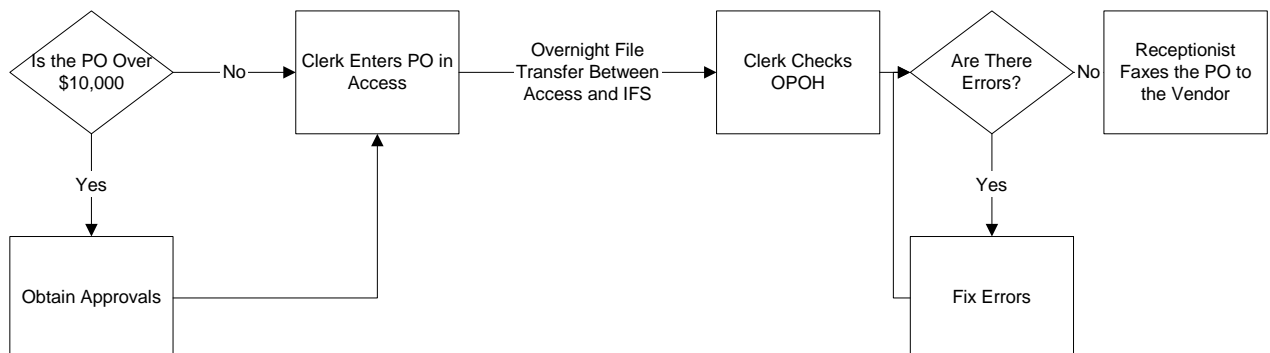 Is the PO Over
$10,000
No
Clerk Enters PO in
Access
Overnight File
Transfer Between
Access and IFS
Clerk Checks
OPOH
Are There
Errors?
No
Receptionist
Faxes the PO to
the Vendor
Yes
Yes
Obtain Approvals
Fix Errors